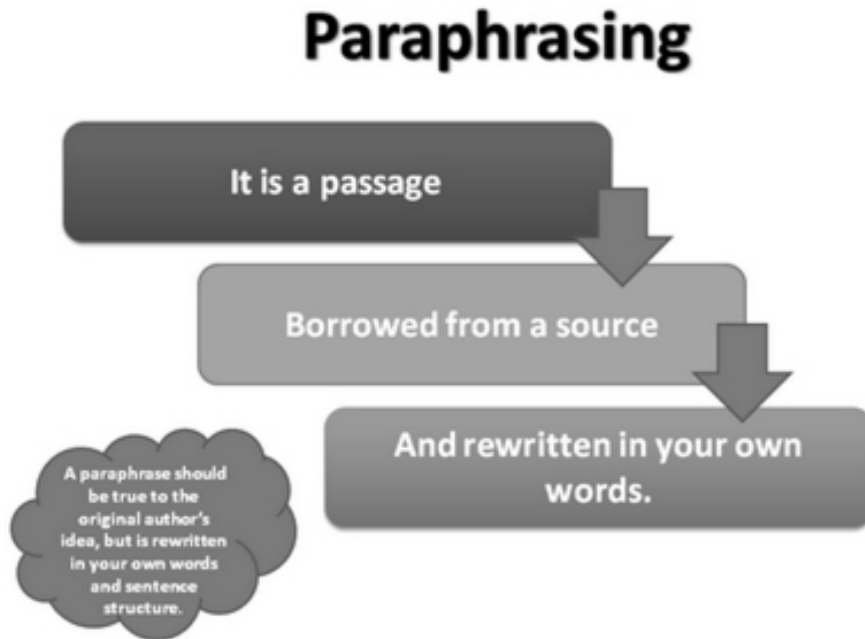 Paraphrasing
It is a passage
Borrowed from a source
And rewritten in your own
words.
A paraphrase should
be true to the
original author's
idea, but is rewritten
in your own words
and sentence
structure.